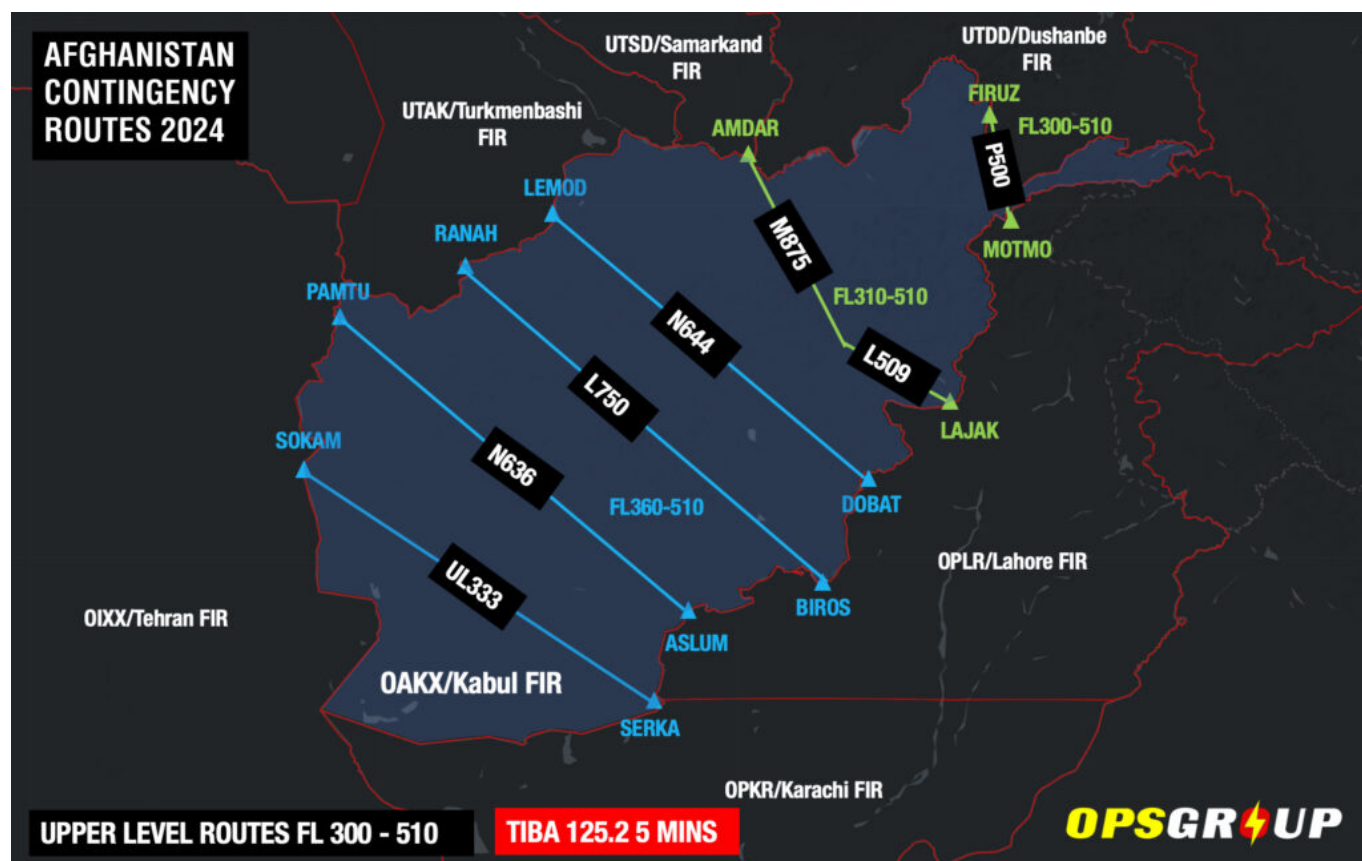 AFGHANISTAN
CONTINGENCY
ROUTES 2024
UTSD/Samarkand
FIR
UTDD/Dushanbe
FIR
UTAK/Turkmenbashi
FIR
FIRUZ
FL300-510
AMDAR
P500
LEMOD
MOTMO
RANAH
M875
PAMTU
FL310-510
N644
L509
L750
LAJAK
SOKAM
N636
FL360-510
DOBAT
OPLR/Lahore FIR
UL333
BIROS
OIXX/Tehran FIR
ASLUM
OAKX/Kabul FIR
SERKA
OPKR/Karachi FIR
UPPER LEVEL ROUTES FL 300 - 510
TIBA 125.2 5 MINS
OPSGROUP